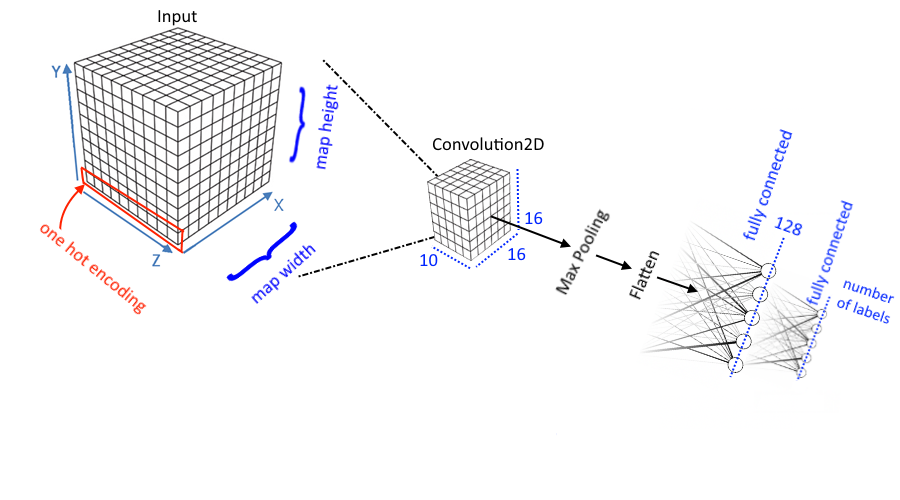 Input
Y
map height
X
Z
one hot encoding
map width
Convolution2D
16
16
10
Max Pooling
Flatten
fully connected
128
fully connected
number
of labels